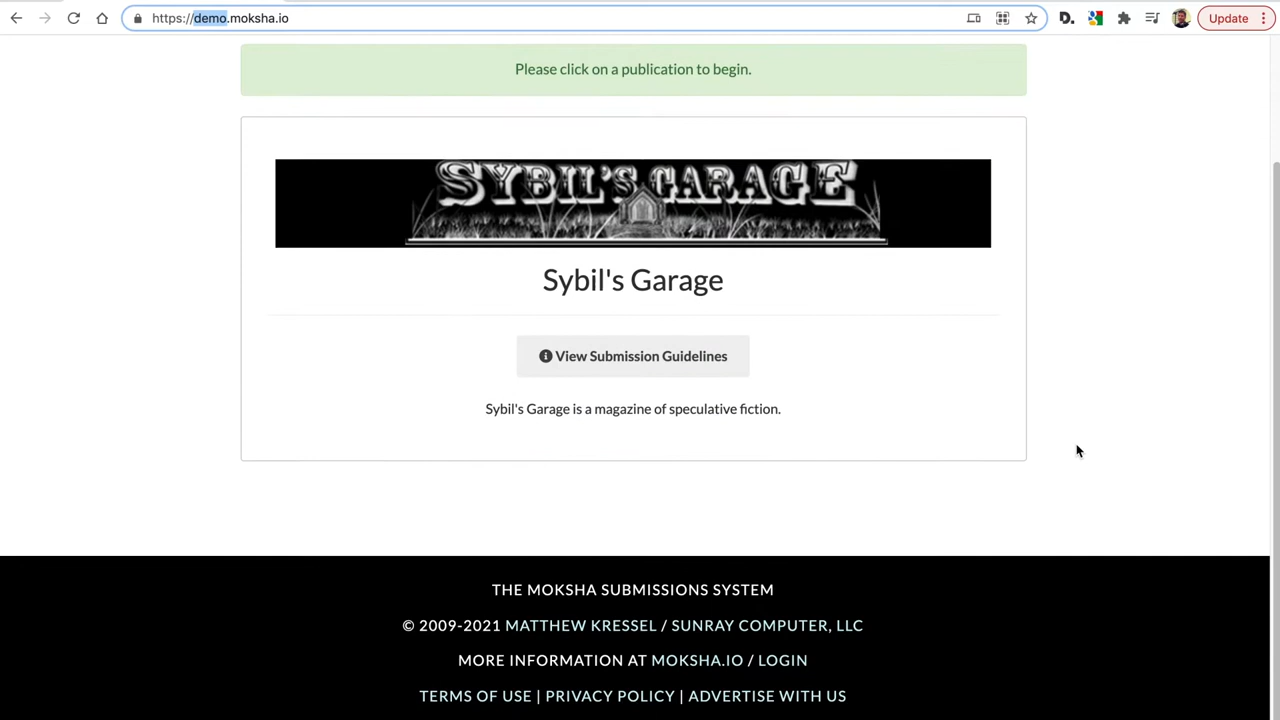 https://demo.moksha.io
D.
Update
Please click on a publication to begin.
SYBIL'S GARAGE
Sybil's Garage
View Submission Guidelines
Sybil's Garage is a magazine of speculative fiction.
THE MOKSHA SUBMISSIONS SYSTEM
© 2009-2021 MATTHEW KRESSEL / SUNRAY COMPUTER, LLC
MORE INFORMATION AT MOKSHA.IO / LOGIN
TERMS OF USE | PRIVACY POLICY | ADVERTISE WITH US